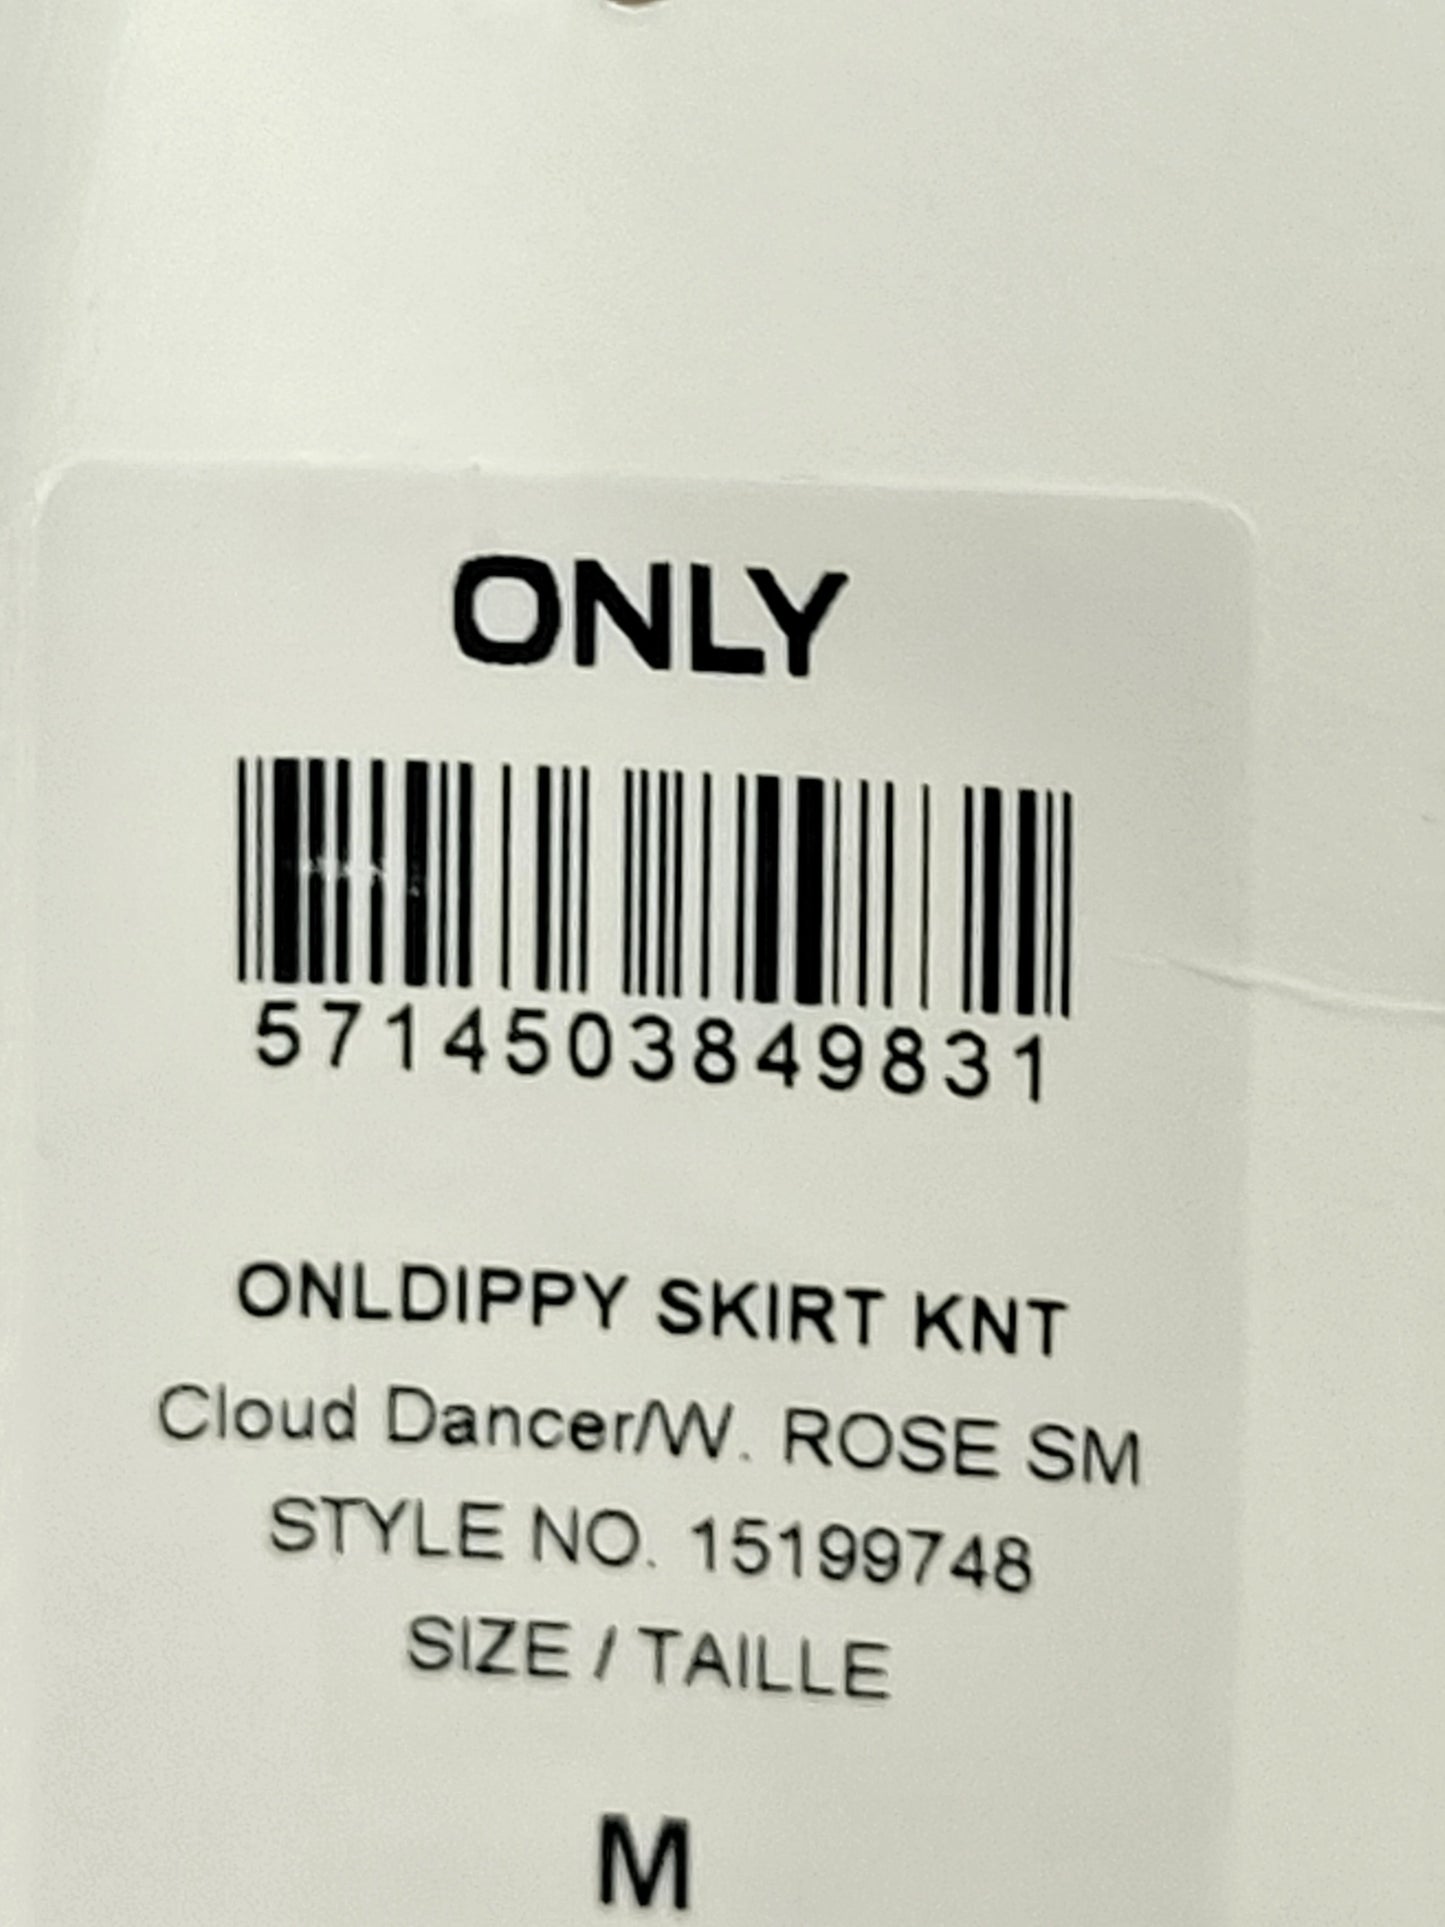 ONLY
5714503849831
ONLDIPPY SKIRT KNT
Cloud Dancer/W. ROSE SM
STYLE NO. 15199748
SIZE / TAILLE
M